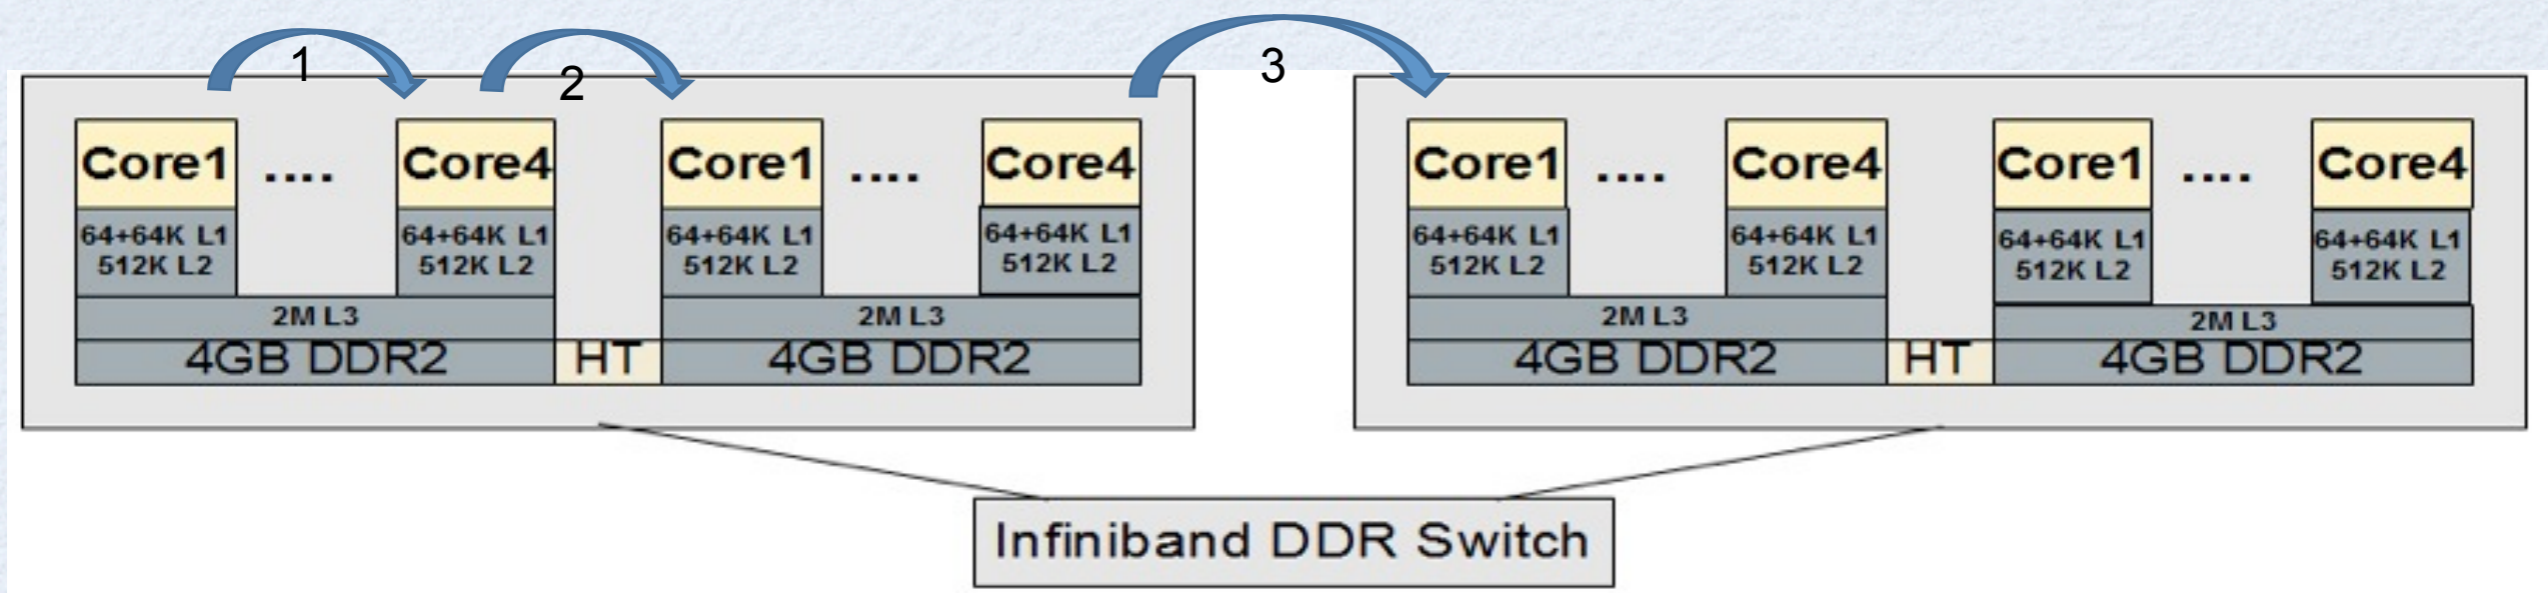 1 2 3
Core1 .... Core4 Core1 .... Core4 Core1 .... Core4 Core1 .... Core4
64+64K L1 64+64K L1 64+64K L1 64+64K L1 64+64K L1 64+64K L1 64+64K L1 64+64K L1
512K L2 512K L2 512K L2 512K L2 512K L2 512K L2 512K L2 512K L2
2M L3 2M L3 2M L3 2M L3
4GB DDR2 HT 4GB DDR2 4GB DDR2 HT 4GB DDR2
Infiniband DDR Switch